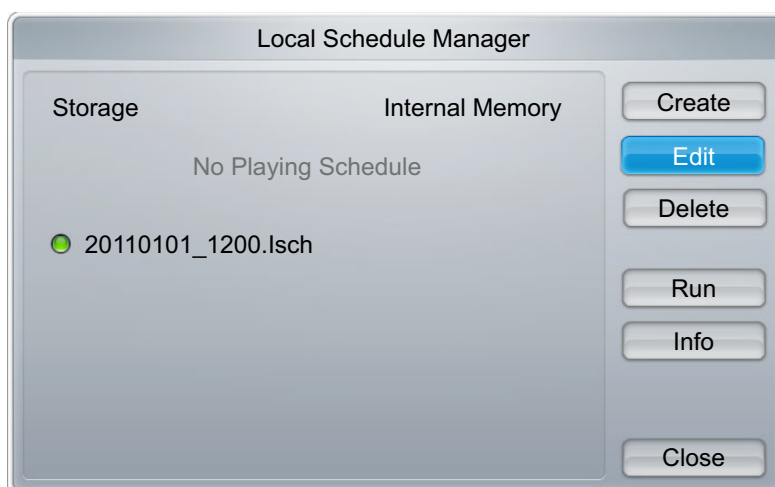 Local Schedule Manager
Storage Internal Memory
No Playing Schedule
20110101_1200.lsch
Create
Edit
Delete
Run
Info
Close